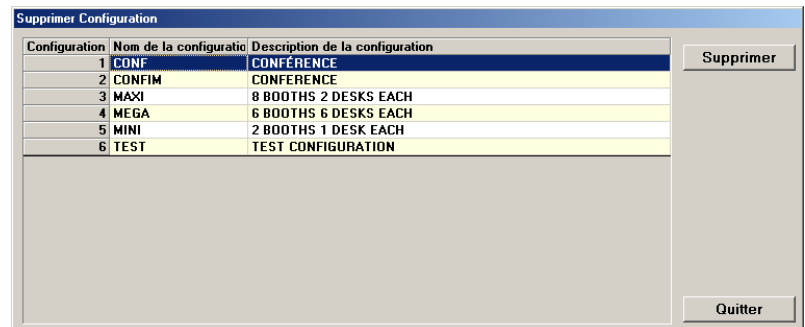 Supprimer Configuration
Configuration Nom de la configuratic Description de la configuration
1 CONF CONFÉRENCE
2 CONFIM CONFERENCE
3 MAXI 8 BOOTHS 2 DESKS EACH
4 MEGA 6 BOOTHS 6 DESKS EACH
5 MINI 2 BOOTHS 1 DESK EACH
6 TEST TEST CONFIGURATION
Supprimer
Quitter